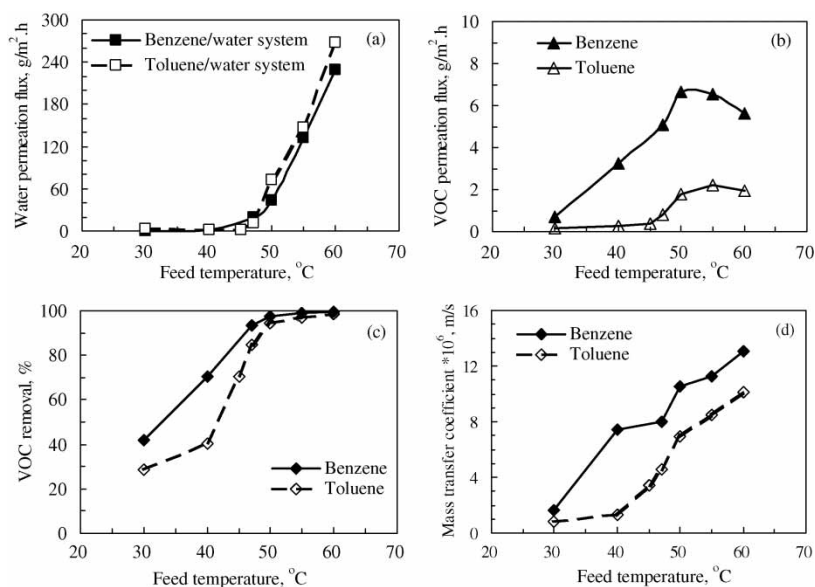 300
240
180
120
60
0
Water permeation flux, g/m².h
Benzene/water system
Toluene/water system
(a)
20 30 40 50 60 70
Feed temperature, °C
10
8
6
4
2
0
VOC permeation flux, g/m².h
Benzene
Toluene
(b)
20 30 40 50 60 70
Feed temperature, °C
100
80
60
40
20
0
VOC removal, %
(c)
Benzene
Toluene
20 30 40 50 60 70
Feed temperature, °C
16
12
8
4
0
Mass transfer coefficient *10⁶, m/s
Benzene
Toluene
(d)
20 30 40 50 60 70
Feed temperature, °C